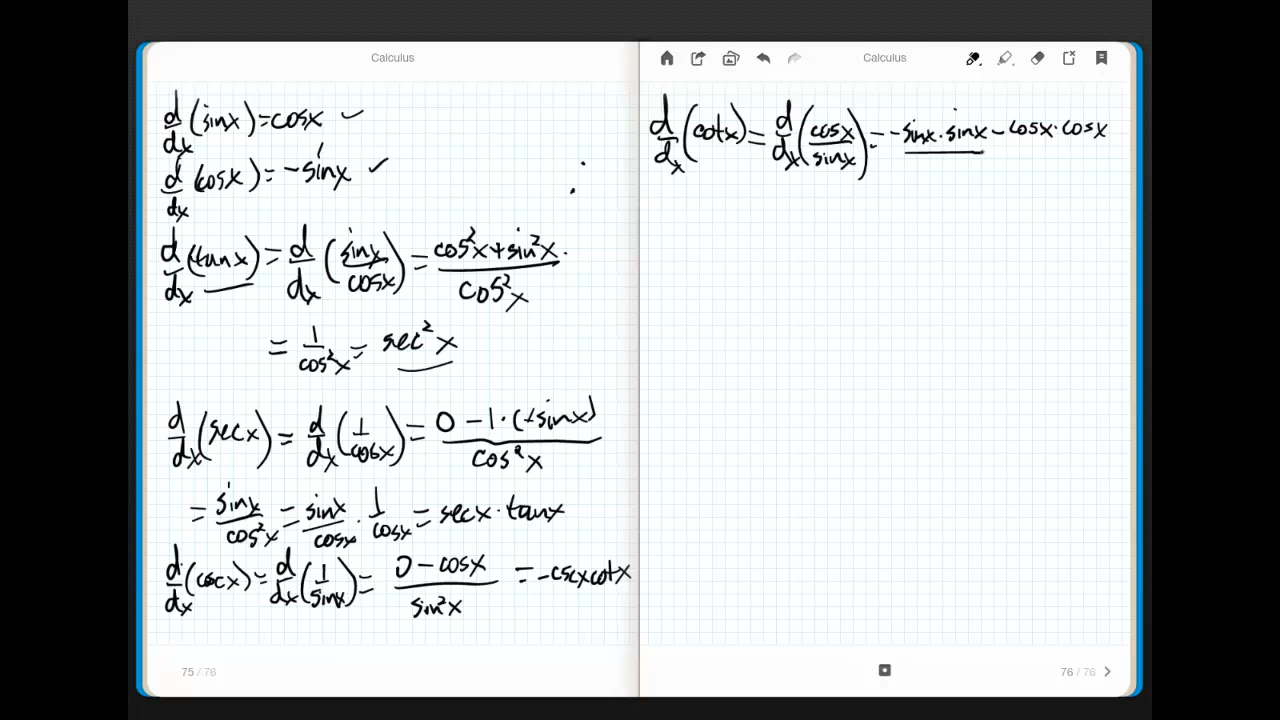 Calculus
d/dx (sinx) = cosx ✓
d/dx (cosx) = -sinx ✓
d/dx (tanx) = d/dx (sinx/cosx) = cos²x+sin²x/cos²x
= 1/cos²x = sec²x
d/dx (secx) = d/dx (1/cosx) = 0 - 1·(+sinx)/cos²x
= sinx/cos²x = sinx/cosx · 1/cosx = secx · tanx
d/dx (cscx) = d/dx (1/sinx) = 0 - cosx/sin²x = -cscxcotx
75 / 76
Calculus
d/dx (cotx) = d/dx (cosx/sinx) = -sinx·sinx - cosx·cosx
76 / 76